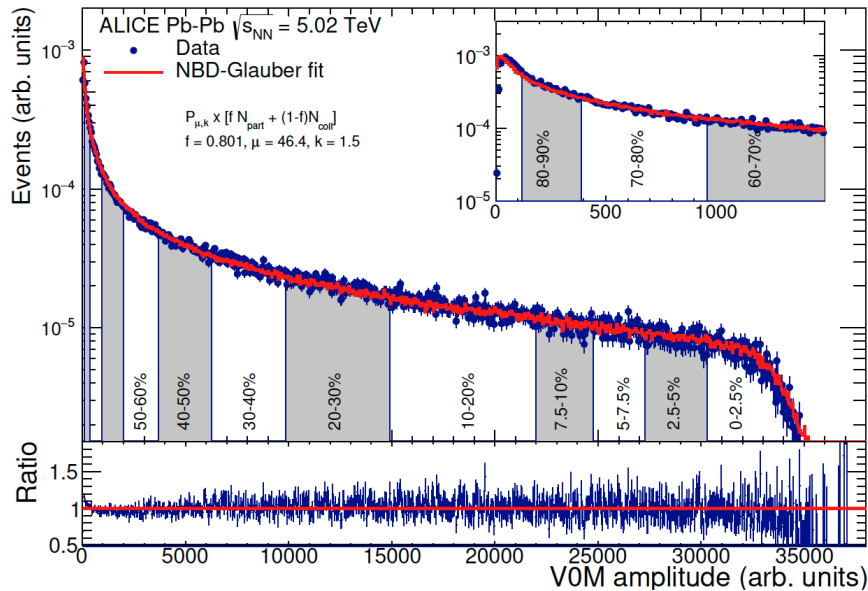 ALICE Pb-Pb √s_NN = 5.02 TeV
Data
NBD-Glauber fit
P_μ,k x [f N_part + (1-f)N_coll]
f = 0.801, μ = 46.4, k = 1.5
Events (arb. units)
10⁻³
10⁻⁴
10⁻⁵
10⁻³
10⁻⁴
10⁻⁵
80-90%
70-80%
60-70%
0 500 1000
50-60%
40-50%
30-40%
20-30%
10-20%
7.5-10%
5-7.5%
2.5-5%
0-2.5%
Ratio
1.5
1
0.5
0 5000 10000 15000 20000 25000 30000 35000
V0M amplitude (arb. units)